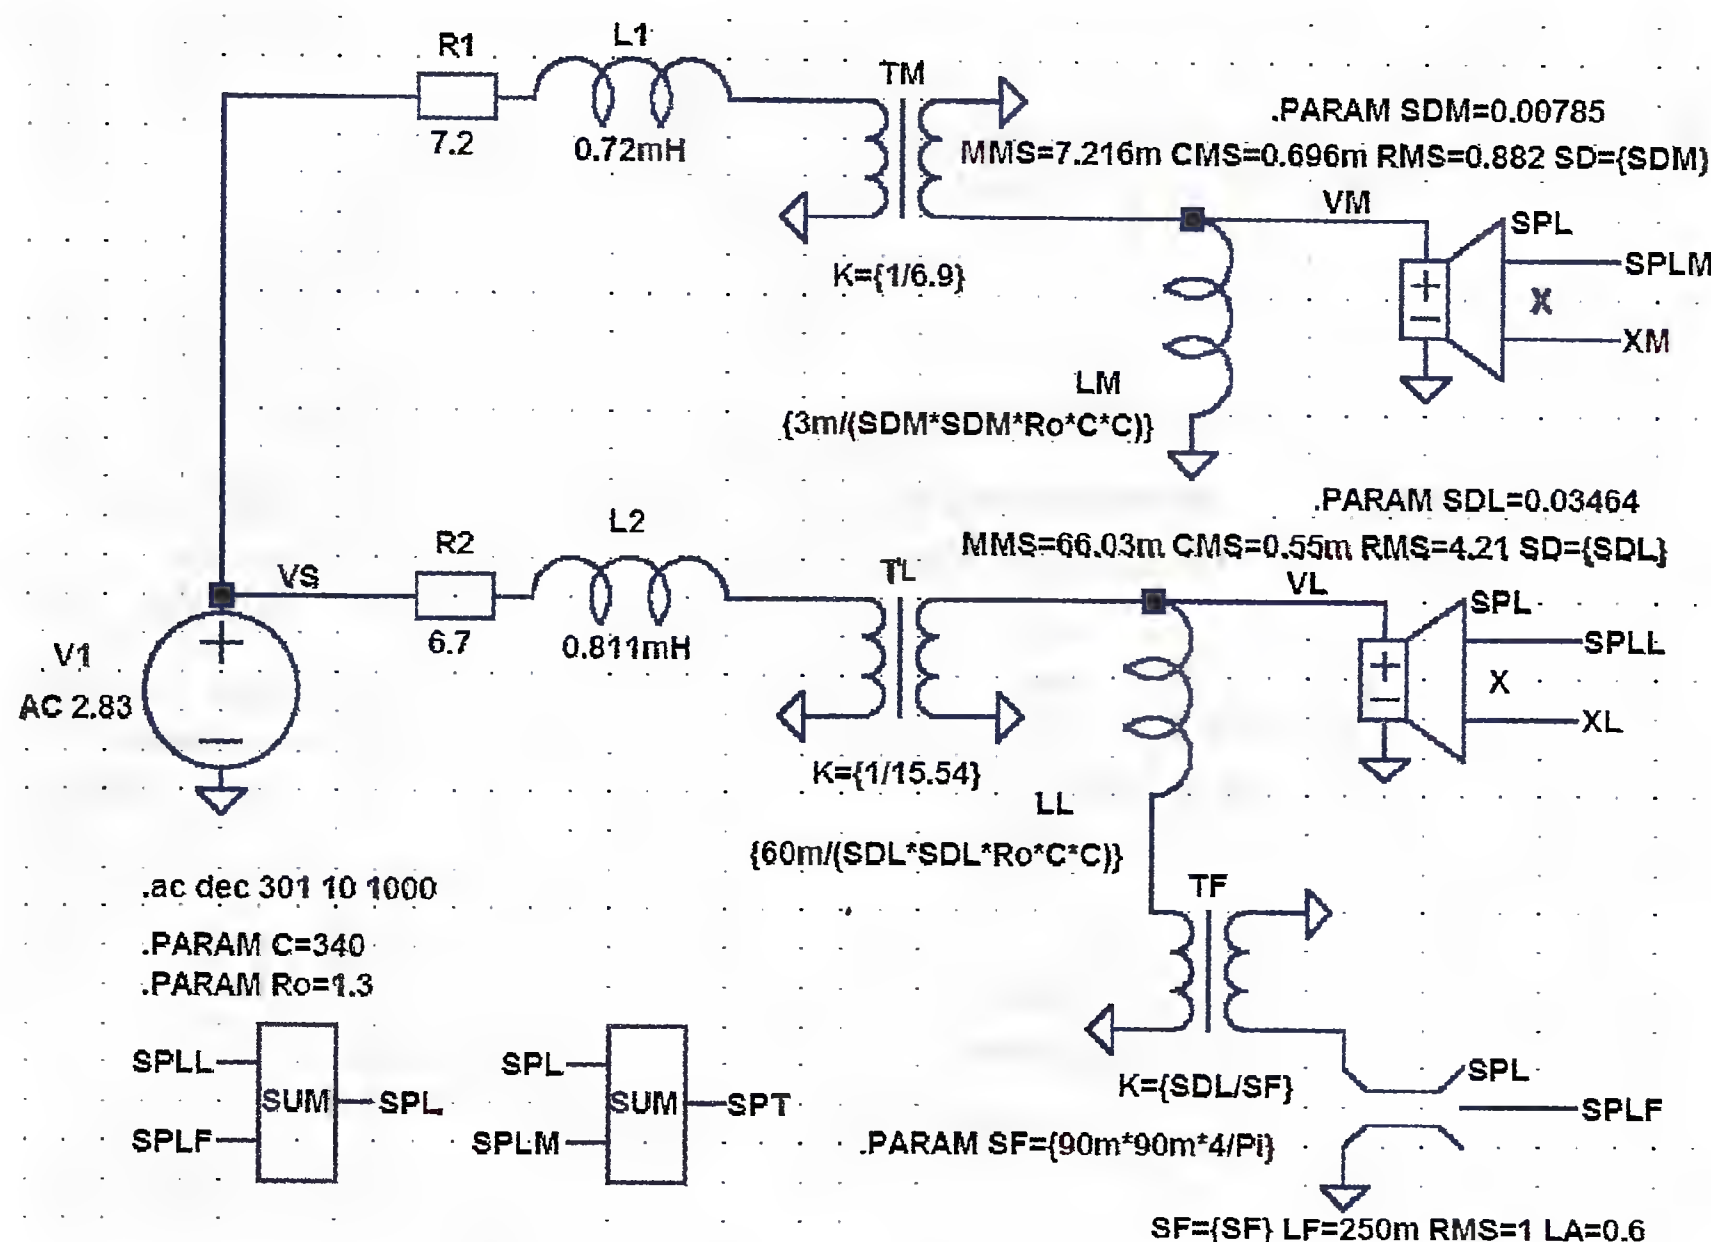 R1
7.2
L1
0.72mH
TM
K={1/6.9}
.PARAM SDM=0.00785
MMS=7.216m CMS=0.696m RMS=0.882 SD={SDM}
VM
SPL
SPLM
X
XM
LM
{3m/(SDM*SDM*Ro*C*C)}
VS
V1
AC 2.83
+
−
R2
6.7
L2
0.811mH
TL
K={1/15.54}
.PARAM SDL=0.03464
MMS=66.03m CMS=0.55m RMS=4.21 SD={SDL}
VL
SPL
SPLL
X
XL
LL
{60m/(SDL*SDL*Ro*C*C)}
TF
K={SDL/SF}
.PARAM SF={90m*90m*4/Pi}
SPL
SPLF
SF={SF} LF=250m RMS=1 LA=0.6
.ac dec 301 10 1000
.PARAM C=340
.PARAM Ro=1.3
SPLL
SPLF
SUM
SPL
SPL
SPLM
SUM
SPT